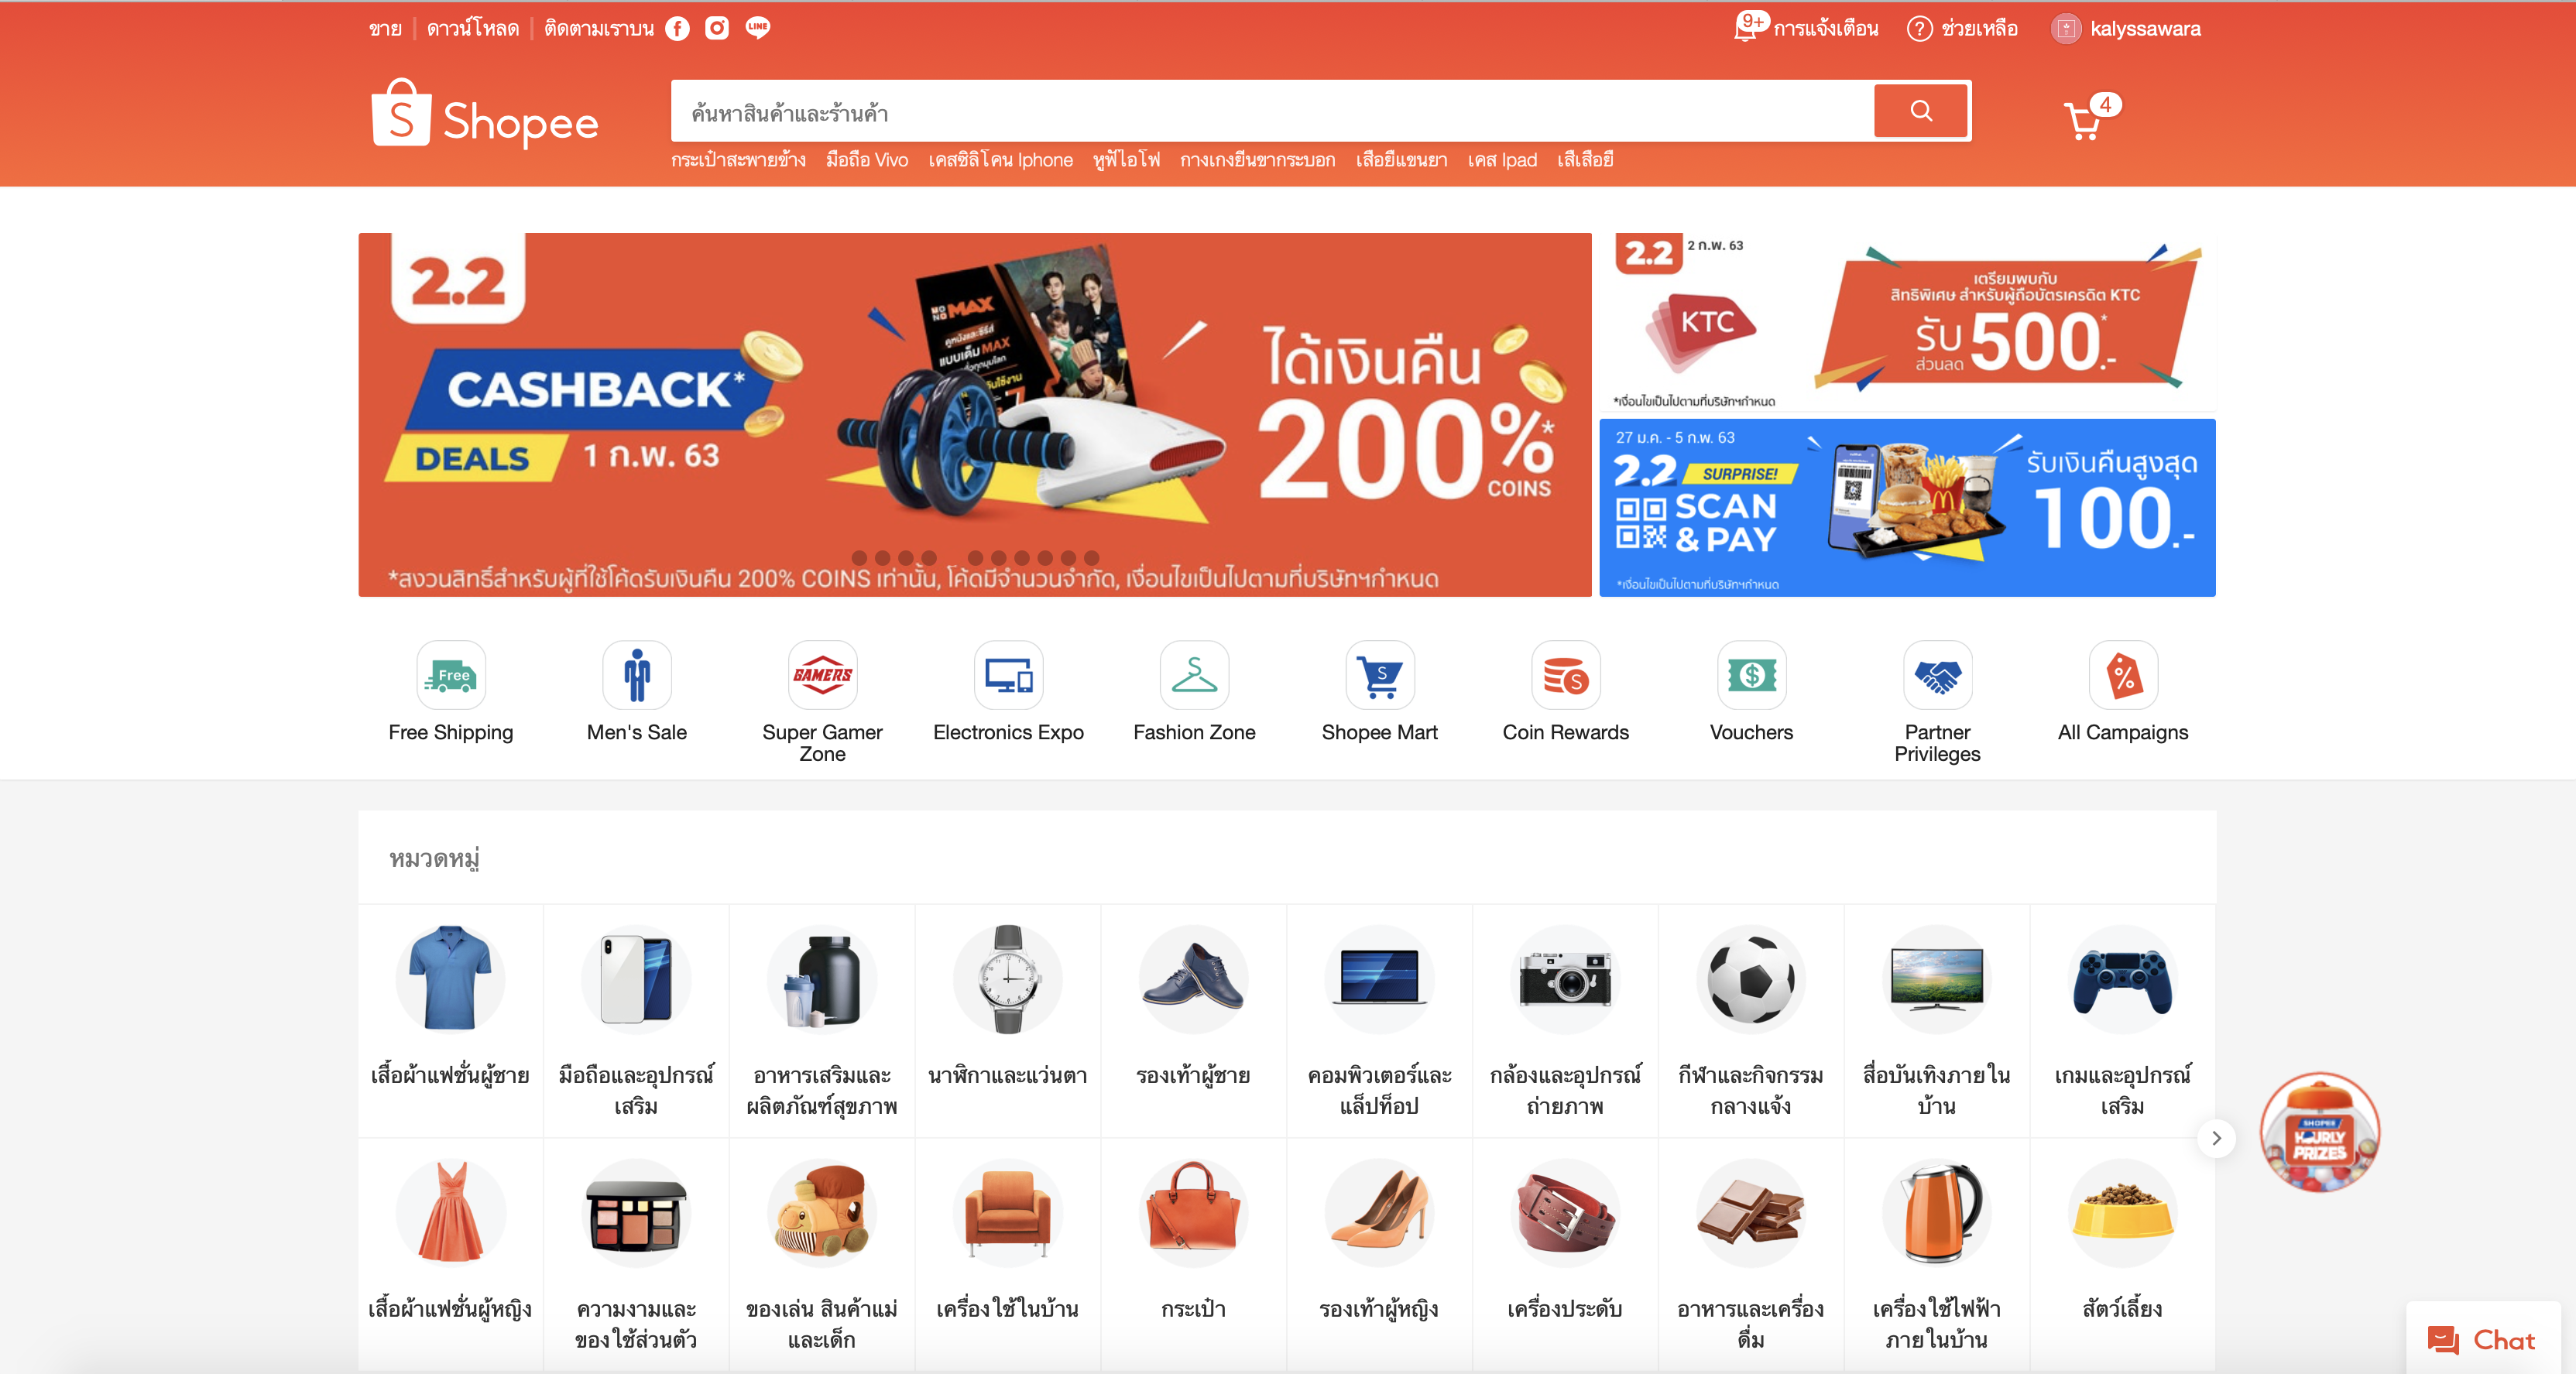 ขาย
ดาวน์โหลด
ติดตามเราบน
LINE
9+
การแจ้งเตือน
ช่วยเหลือ
kalyssawara
Shopee
ค้นหาสินค้าและร้านค้า
4
กระเป๋าสะพายข้าง มือถือ Vivo เคสซิลิโคน Iphone หูฟังไอโฟ กางเกงยีนขากระบอก เสื้อยืดแขนยา เคส Ipad
2.2
CASHBACK*
DEALS 1 ก.พ. 63
MONOMAX
ดูหนังและซีรีส์
แบบเต็ม MAX
ได้เงินคืน
200%*
COINS
*สงวนสิทธิ์สำหรับผู้ที่ใช้โค้ดรับเงินคืน 200% COINS เท่านั้น, โค้ดมีจำนวนจำกัด, เงื่อนไขเป็นไปตามที่บริษัทฯกำหนด
2.2 2 ก.พ. 63
KTC
เตรียมพบกับ
สิทธิพิเศษ สำหรับผู้ถือบัตรเครดิต KTC
รับ
ส่วนลด
500.-*
*เงื่อนไขเป็นไปตามที่บริษัทฯกำหนด
27 ม.ค. - 5 ก.พ. 63
2.2 SURPRISE!
SCAN
& PAY
รับเงินคืนสูงสุด
100.-
*เงื่อนไขเป็นไปตามที่บริษัทฯกำหนด
Free
GAMERS
Free Shipping
Men's Sale
Super Gamer
Zone
Electronics Expo
Fashion Zone
Shopee Mart
Coin Rewards
Vouchers
Partner
Privileges
All Campaigns
หมวดหมู่
เสื้อผ้าแฟชั่นผู้ชาย
มือถือและอุปกรณ์
เสริม
อาหารเสริมและ
ผลิตภัณฑ์สุขภาพ
นาฬิกาและแว่นตา
รองเท้าผู้ชาย
คอมพิวเตอร์และ
แล็ปท็อป
กล้องและอุปกรณ์
ถ่ายภาพ
กีฬาและกิจกรรม
กลางแจ้ง
สื่อบันเทิงภายใน
บ้าน
เกมและอุปกรณ์
เสริม
SHOPEE
HOURLY
PRIZES
เสื้อผ้าแฟชั่นผู้หญิง
ความงามและ
ของใช้ส่วนตัว
ของเล่น สินค้าแม่
และเด็ก
เครื่องใช้ในบ้าน
กระเป๋า
รองเท้าผู้หญิง
เครื่องประดับ
อาหารและเครื่อง
ดื่ม
เครื่องใช้ไฟฟ้า
ภายในบ้าน
สัตว์เลี้ยง
Chat